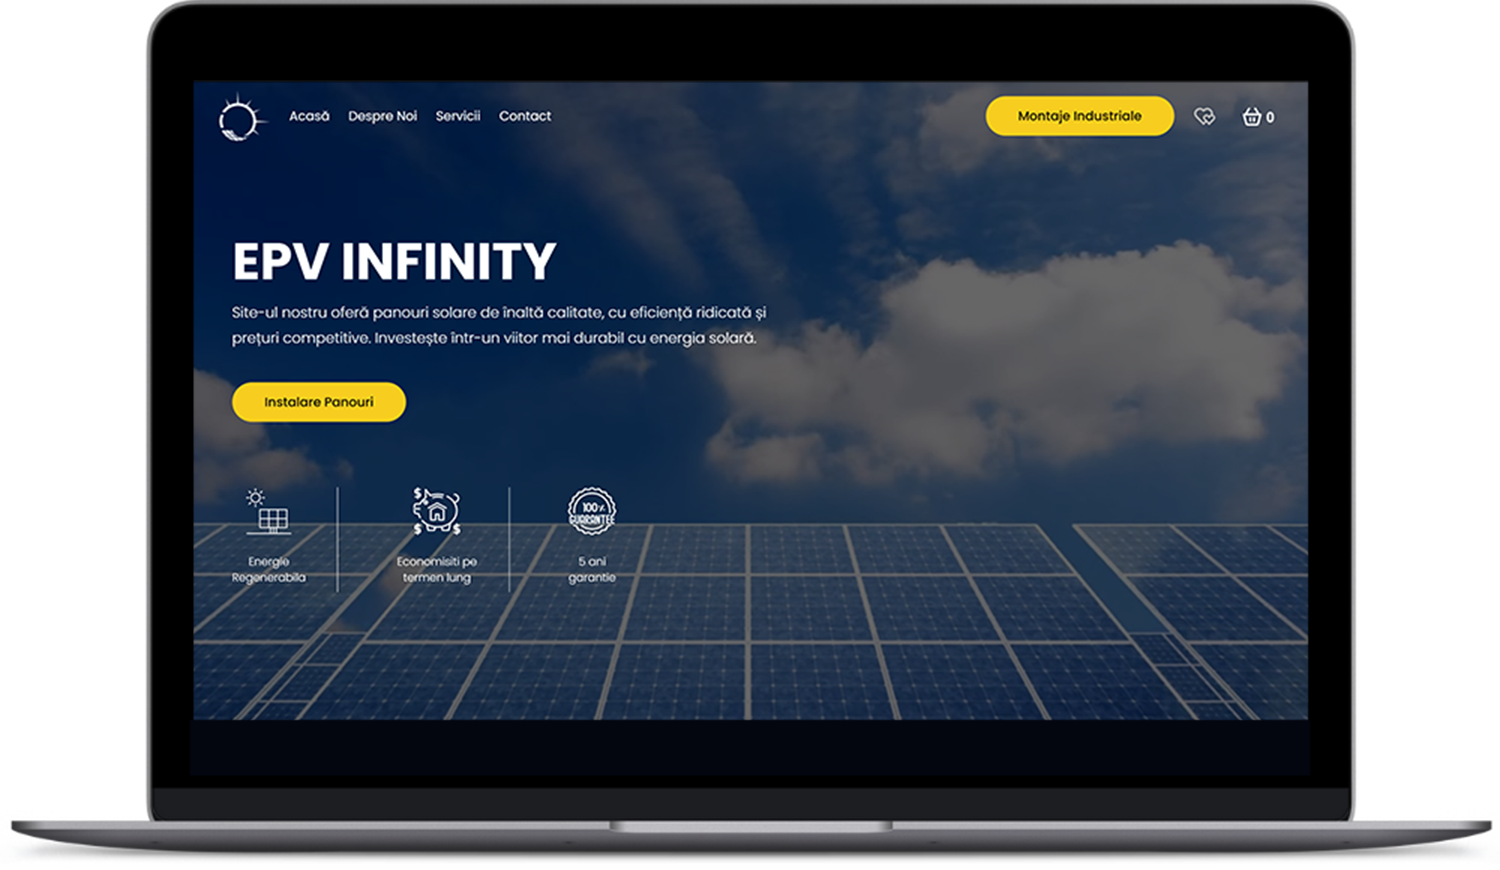 Acasă Despre Noi Servicii Contact Montaje Industriale 0
EPV INFINITY
Site-ul nostru oferă panouri solare de înaltă calitate, cu eficiență ridicată și
prețuri competitive. Investește într-un viitor mai durabil cu energia solară.
Instalare Panouri
100%
GUARANTEE
Energie
Regenerabila
Economisiti pe
termen lung
5 ani
garantie